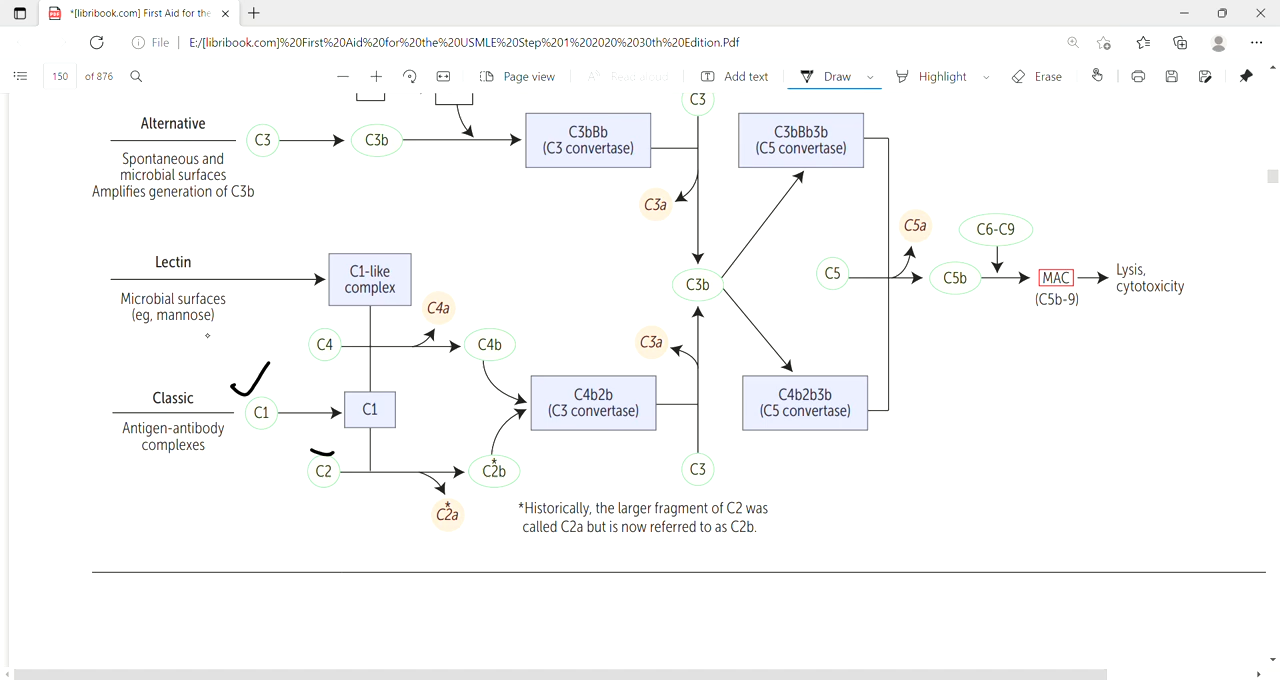 *[libribook.com] First Aid for the
File E:/[libribook.com]%20First%20Aid%20for%20the%20USMLE%20Step%201%202020%2030th%20Edition.Pdf
150 of 876 Page view Read aloud Add text Draw Highlight Erase
C3
Alternative
C3
C3b
C3bBb
(C3 convertase)
C3bBb3b
(C5 convertase)
Spontaneous and
microbial surfaces
Amplifies generation of C3b
C3a
C5a
C6-C9
Lectin
C1-like
complex
C3b
C5
C5b
MAC
(C5b-9)
Lysis,
cytotoxicity
Microbial surfaces
(eg, mannose)
C4a
C4
C4b
C3a
Classic
C1
C1
C4b2b
(C3 convertase)
C4b2b3b
(C5 convertase)
Antigen-antibody
complexes
C2
*
C2b
C3
*
C2a
*Historically, the larger fragment of C2 was
called C2a but is now referred to as C2b.